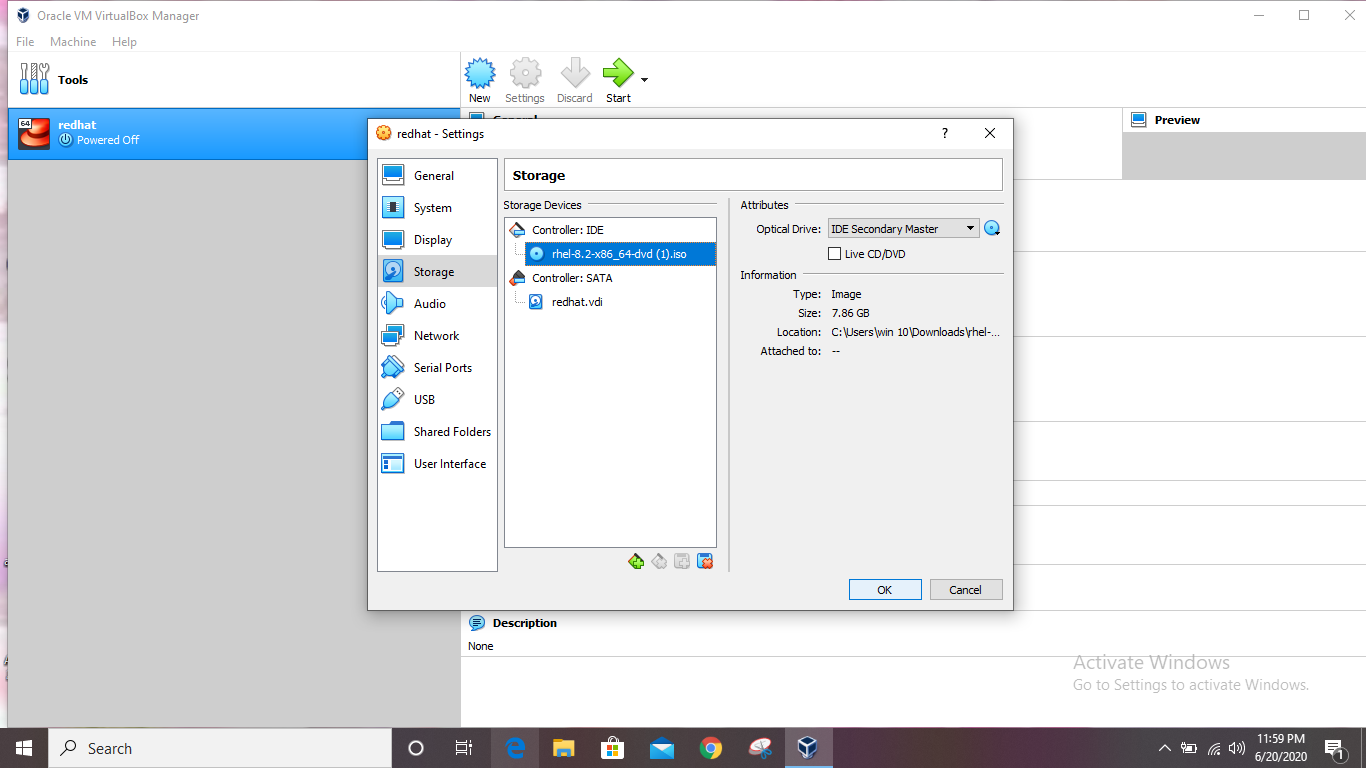 Oracle VM VirtualBox Manager
File Machine Help
Tools
New Settings Discard Start
64
redhat
Powered Off
General
Preview
redhat - Settings
?
General
System
Display
Storage
Audio
Network
Serial Ports
USB
Shared Folders
User Interface
Storage
Storage Devices
Controller: IDE
rhel-8.2-x86_64-dvd (1).iso
Controller: SATA
redhat.vdi
Attributes
Optical Drive: IDE Secondary Master
Live CD/DVD
Information
Type: Image
Size: 7.86 GB
Location: C:\Users\win 10\Downloads\rhel-...
Attached to: --
OK Cancel
Description
None
Activate Windows
Go to Settings to activate Windows.
Search
11:59 PM
6/20/2020
1